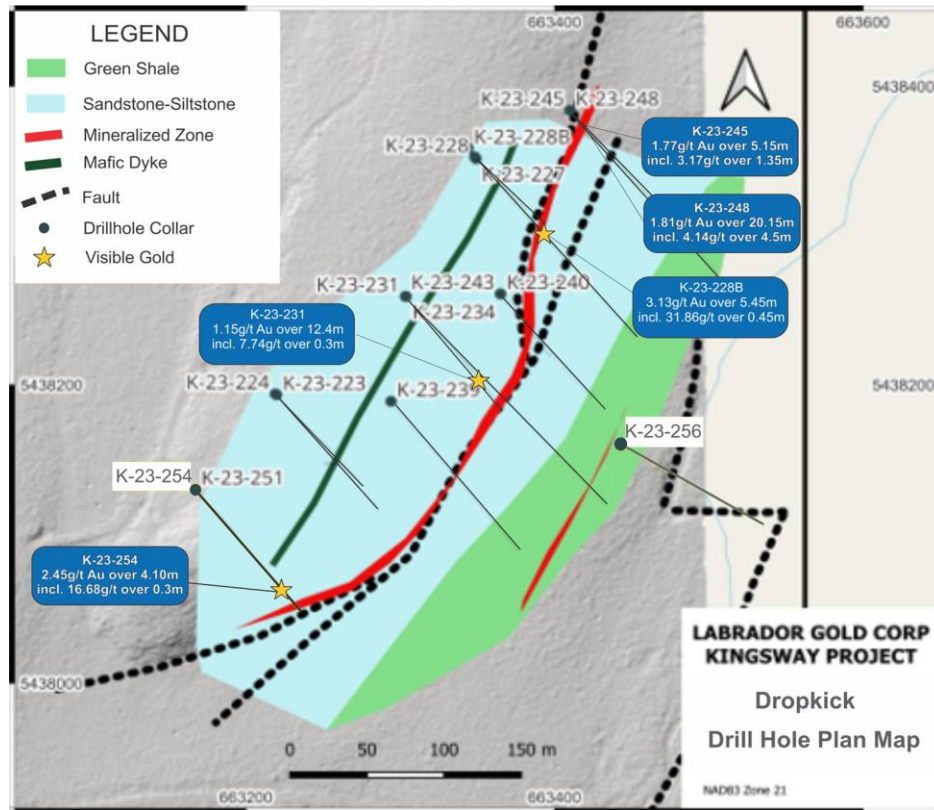 LEGEND
Green Shale
Sandstone-Siltstone
Mineralized Zone
Mafic Dyke
Fault
Drillhole Collar
Visible Gold
663400
663600
5438400
K-23-245
K-23-248
K-23-228
K-23-228B
K-23-227
K-23-245
1.77g/t Au over 5.15m
incl. 3.17g/t over 1.35m
K-23-248
1.81g/t Au over 20.15m
incl. 4.14g/t over 4.5m
K-23-228B
3.13g/t Au over 5.45m
incl. 31.86g/t over 0.45m
K-23-231
K-23-243
K-23-240
K-23-234
K-23-231
1.15g/t Au over 12.4m
incl. 7.74g/t over 0.3m
5438200
5438200
K-23-224
K-23-223
K-23-239
K-23-256
K-23-254
K-23-251
K-23-254
2.45g/t Au over 4.10m
incl. 16.68g/t over 0.3m
5438000
0 50 100 150 m
663200
663400
LABRADOR GOLD CORP
KINGSWAY PROJECT
Dropkick
Drill Hole Plan Map
NAD83 Zone 21